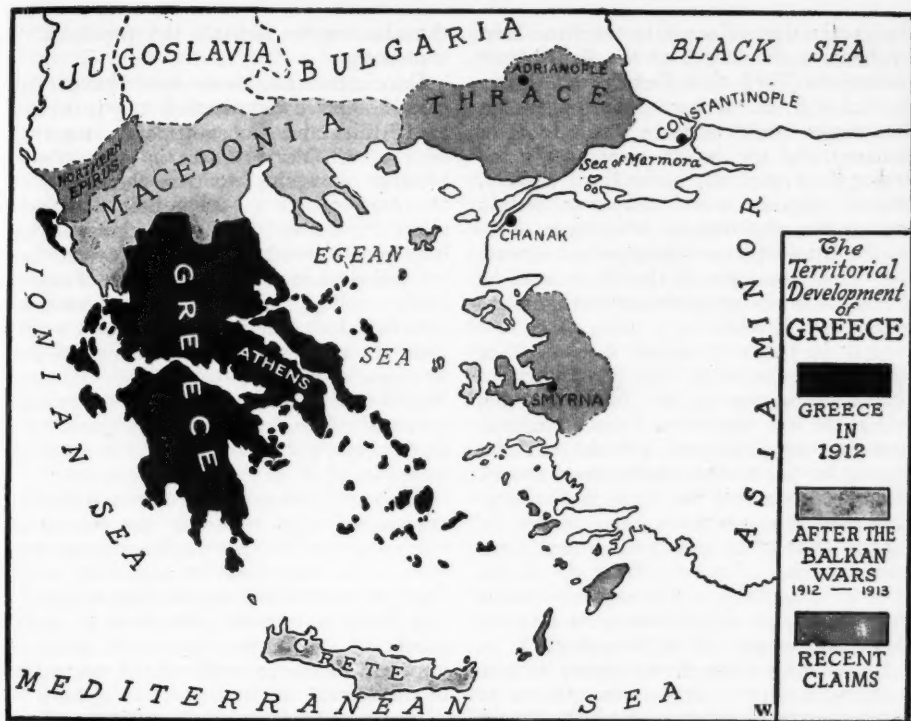 JUGOSLAVIA
BULGARIA
BLACK SEA
ADRIANOPLE
THRACE
CONSTANTINOPLE
Sea of Marmora
NORTHERN
EPIRUS
MACEDONIA
CHANAK
EGEAN
SEA
GREECE
GREECE
ATHENS
SMYRNA
IONIAN SEA
ASIA MINOR
CRETE
MEDITERRANEAN SEA
W.
The
Territorial
Development
of
GREECE
GREECE
IN
1912
AFTER THE
BALKAN
WARS
1912 — 1913
RECENT
CLAIMS